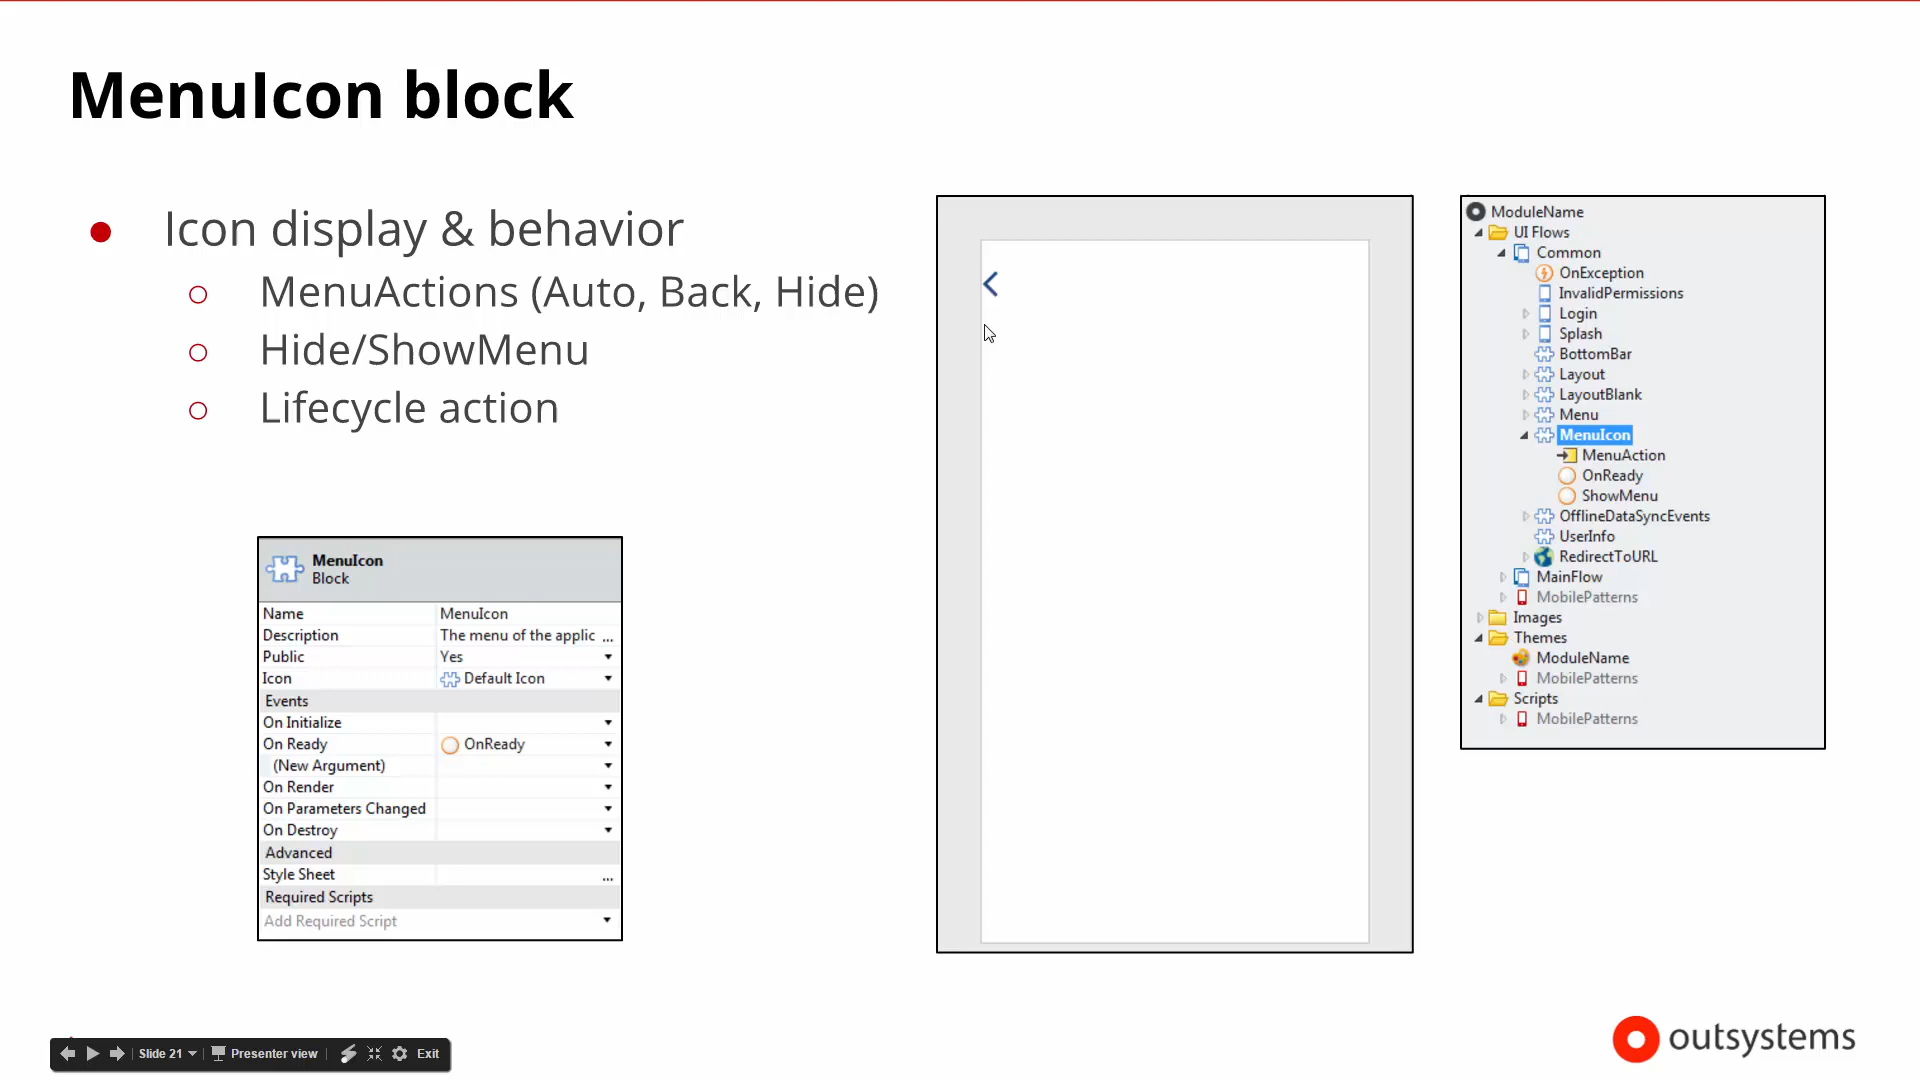 MenuIcon block
● Icon display & behavior
○ MenuActions (Auto, Back, Hide)
○ Hide/ShowMenu
○ Lifecycle action
MenuIcon
Block
Name MenuIcon
Description The menu of the applic ...
Public Yes
Icon Default Icon
Events
On Initialize
On Ready OnReady
(New Argument)
On Render
On Parameters Changed
On Destroy
Advanced
Style Sheet ...
Required Scripts
Add Required Script
ModuleName
UI Flows
Common
OnException
InvalidPermissions
Login
Splash
BottomBar
Layout
LayoutBlank
Menu
MenuIcon
MenuAction
OnReady
ShowMenu
OfflineDataSyncEvents
UserInfo
RedirectToURL
MainFlow
MobilePatterns
Images
Themes
ModuleName
MobilePatterns
Scripts
MobilePatterns
Slide 21 Presenter view Exit
outsystems